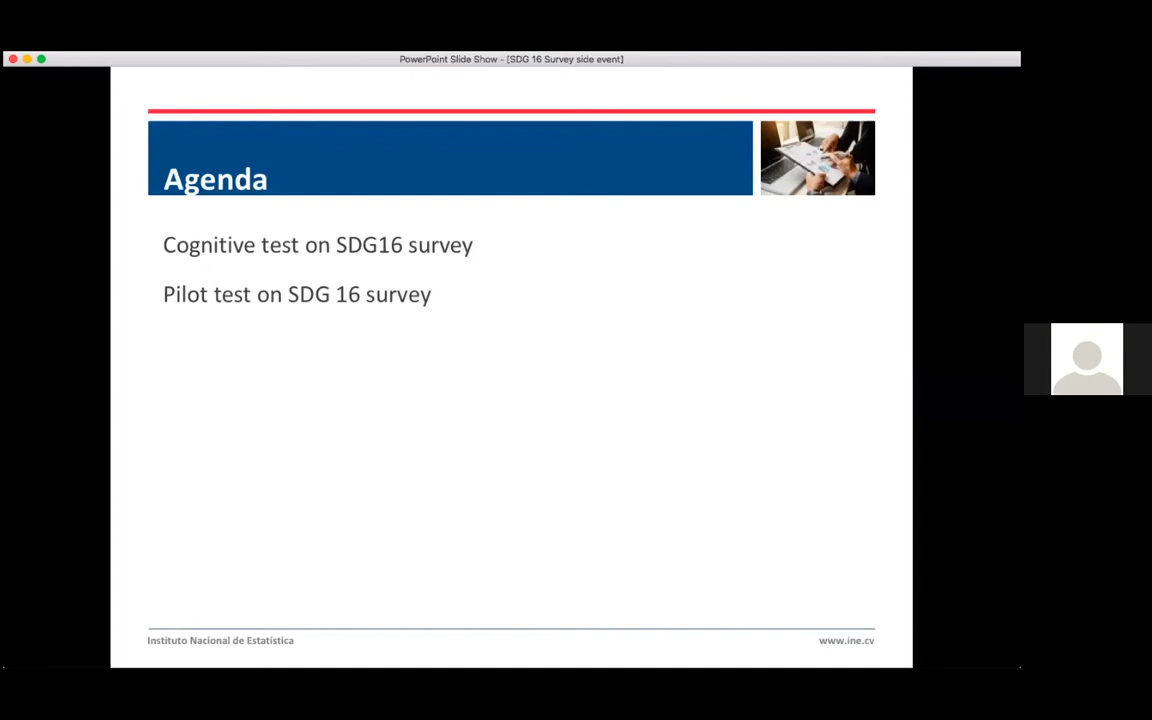 PowerPoint Slide Show - [SDG 16 Survey side event]
Agenda
Cognitive test on SDG16 survey
Pilot test on SDG 16 survey
Instituto Nacional de Estatística
www.ine.cv